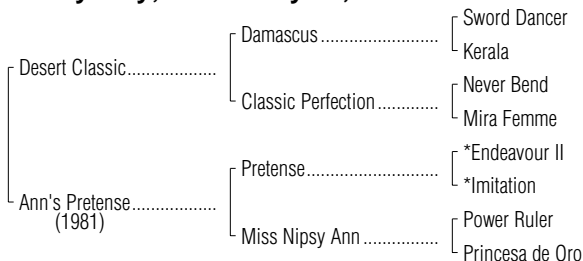 Sword Dancer
Damascus
Kerala
Desert Classic
Never Bend
Classic Perfection
Mira Femme
*Endeavour II
Pretense
*Imitation
Ann's Pretense
(1981)
Power Ruler
Miss Nipsy Ann
Princesa de Oro